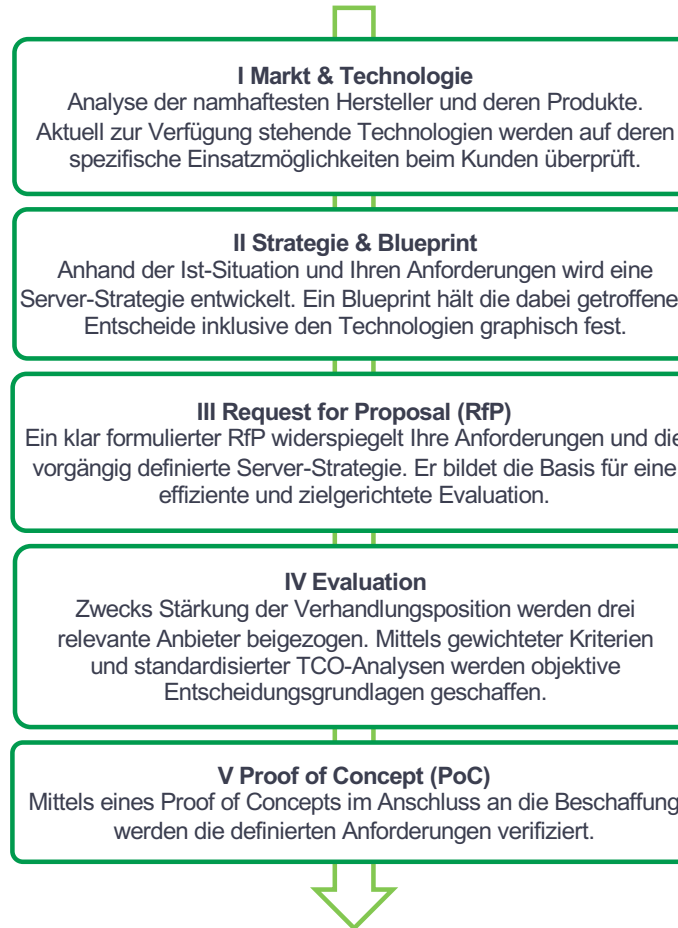 I Markt & Technologie
Analyse der namhaftesten Hersteller und deren Produkte.
Aktuell zur Verfügung stehende Technologien werden auf deren
spezifische Einsatzmöglichkeiten beim Kunden überprüft.
II Strategie & Blueprint
Anhand der Ist-Situation und Ihren Anforderungen wird eine
Server-Strategie entwickelt. Ein Blueprint hält die dabei getroffene
Entscheide inklusive den Technologien graphisch fest.
III Request for Proposal (RfP)
Ein klar formulierter RfP widerspiegelt Ihre Anforderungen und die
vorgängig definierte Server-Strategie. Er bildet die Basis für eine
effiziente und zielgerichtete Evaluation.
IV Evaluation
Zwecks Stärkung der Verhandlungsposition werden drei
relevante Anbieter beigezogen. Mittels gewichteter Kriterien
und standardisierter TCO-Analysen werden objektive
Entscheidungsgrundlagen geschaffen.
V Proof of Concept (PoC)
Mittels eines Proof of Concepts im Anschluss an die Beschaffung
werden die definierten Anforderungen verifiziert.